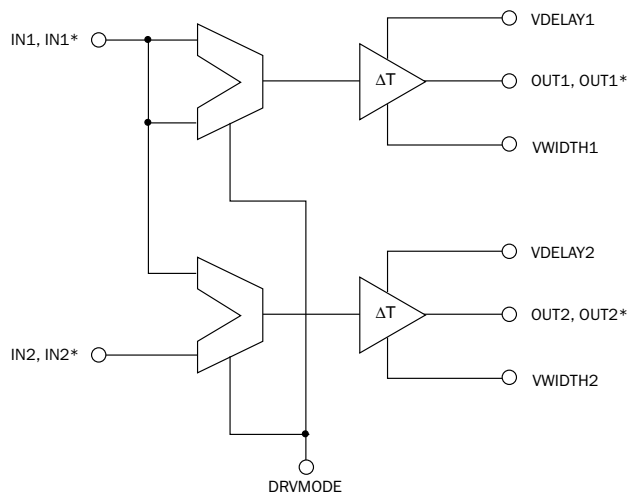 VDELAY1
IN1, IN1*
ΔT
OUT1, OUT1*
VWIDTH1
VDELAY2
ΔT
OUT2, OUT2*
IN2, IN2*
VWIDTH2
DRVMODE